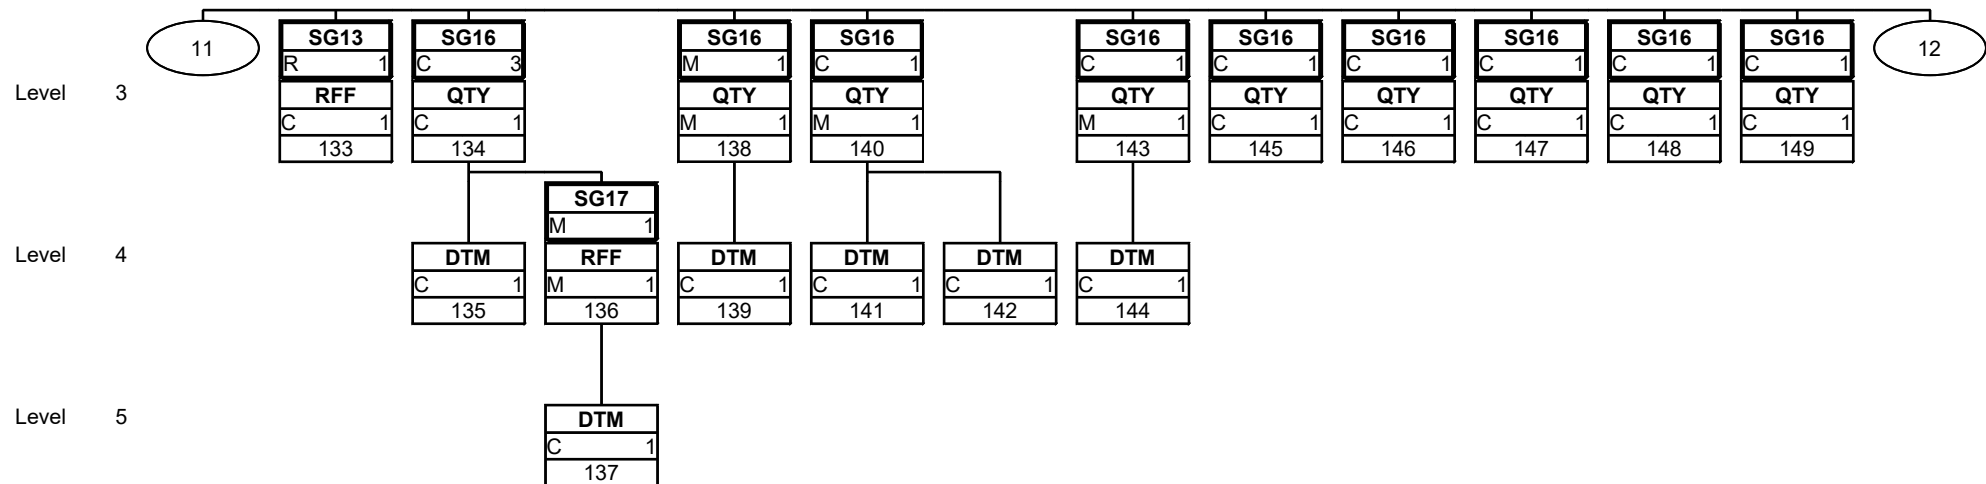 11 SG13 SG16 SG16 SG16 SG16 SG16 SG16 SG16 SG16 SG16 12
R 1 C 3 M 1 C 1 C 1 C 1 C 1 C 1 C 1 C 1
Level 3 RFF QTY QTY QTY QTY QTY QTY QTY QTY QTY
C 1 C 1 M 1 M 1 M 1 C 1 C 1 C 1 C 1 C 1
133 134 138 140 143 145 146 147 148 149
SG17
M 1
Level 4 DTM RFF DTM DTM DTM DTM
C 1 M 1 C 1 C 1 C 1 C 1
135 136 139 141 142 144
Level 5 DTM
C 1
137